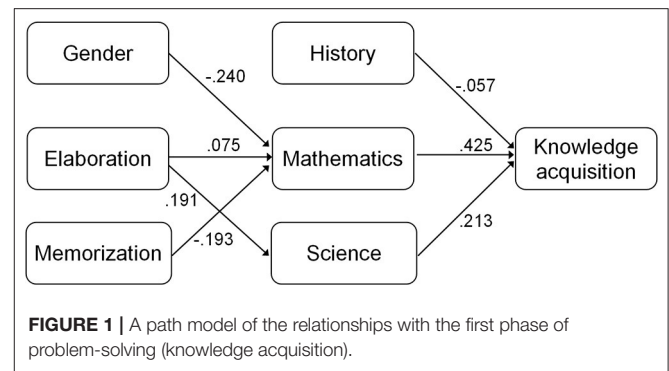 Gender
History
-.240
-.057
Elaboration
.075
Mathematics
.425
Knowledge
acquisition
.191
-.193
.213
Memorization
Science
FIGURE 1 | A path model of the relationships with the first phase of
problem-solving (knowledge acquisition).